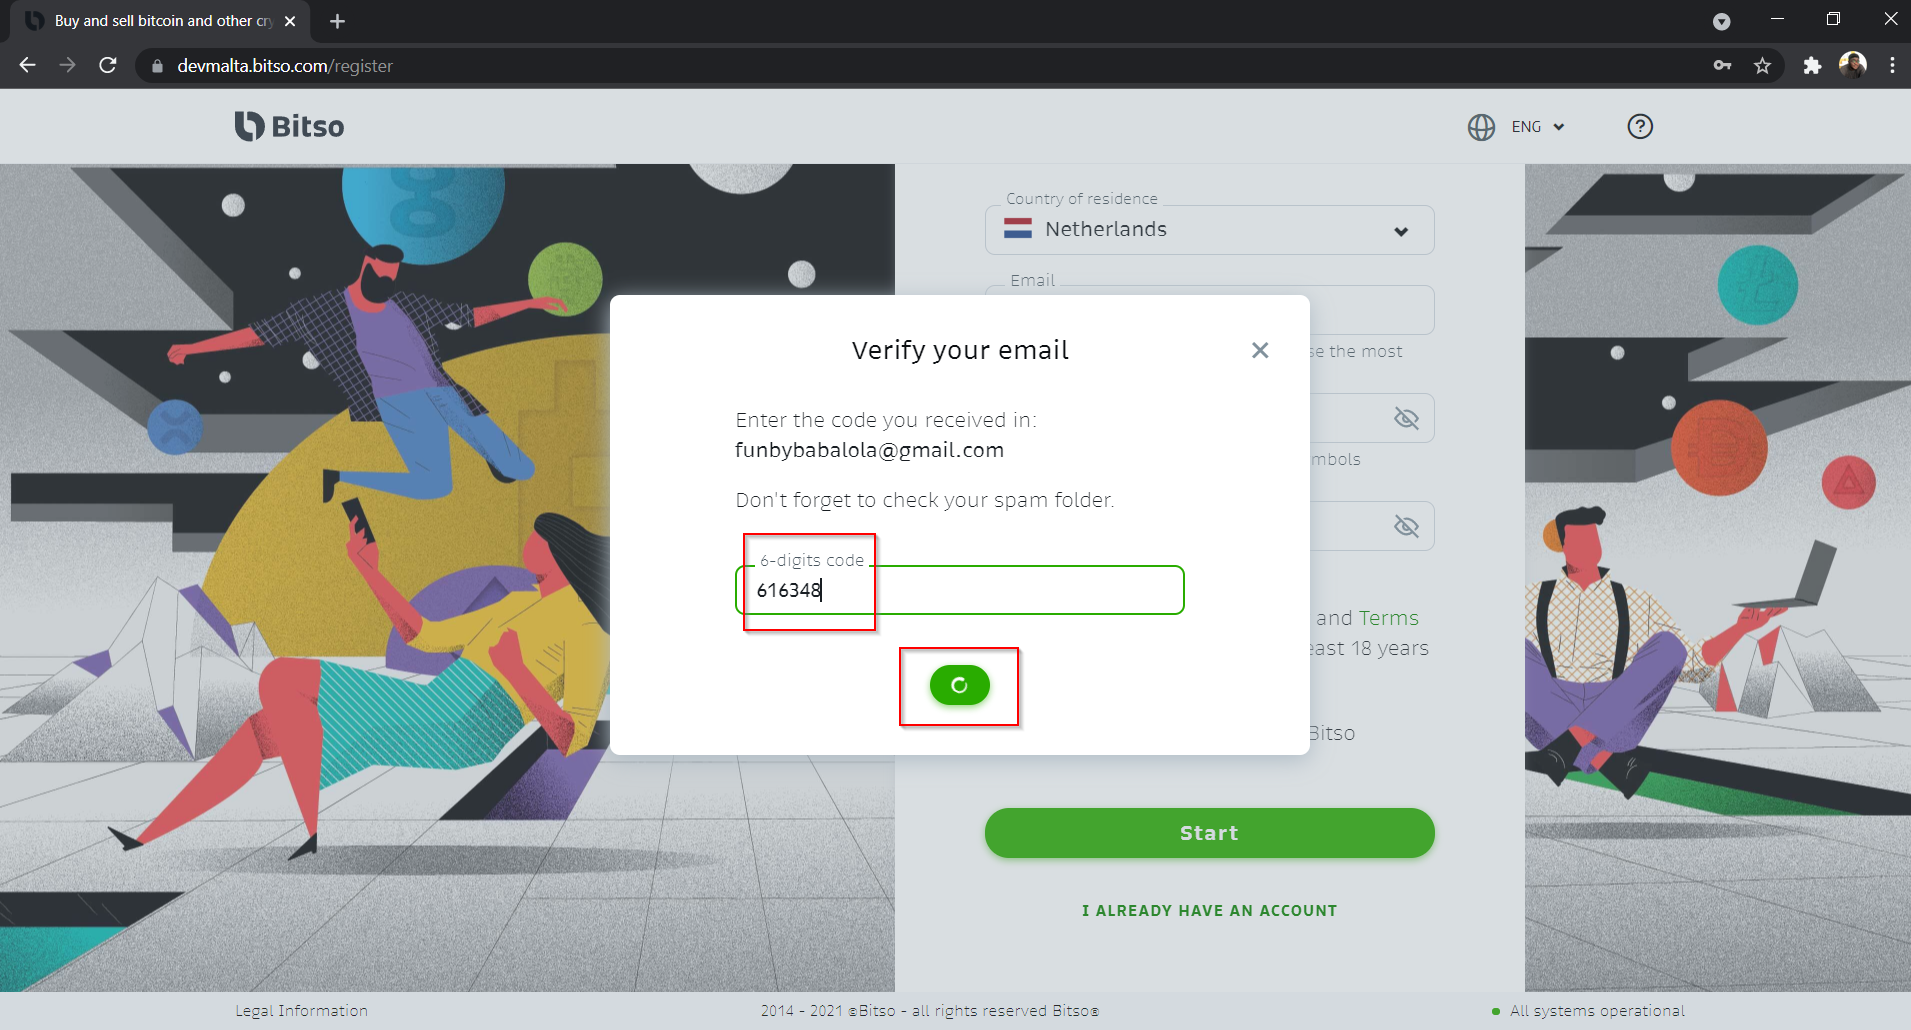 Buy and sell bitcoin and other cry
devmalta.bitso.com/register
Bitso
ENG
Country of residence
Netherlands
Email
se the most
mbols
and Terms
east 18 years
Bitso
Verify your email
Enter the code you received in:
funbybabalola@gmail.com
Don't forget to check your spam folder.
6-digits code
616348
Start
I ALREADY HAVE AN ACCOUNT
Legal Information
2014 - 2021 ©Bitso - all rights reserved Bitso®
All systems operational